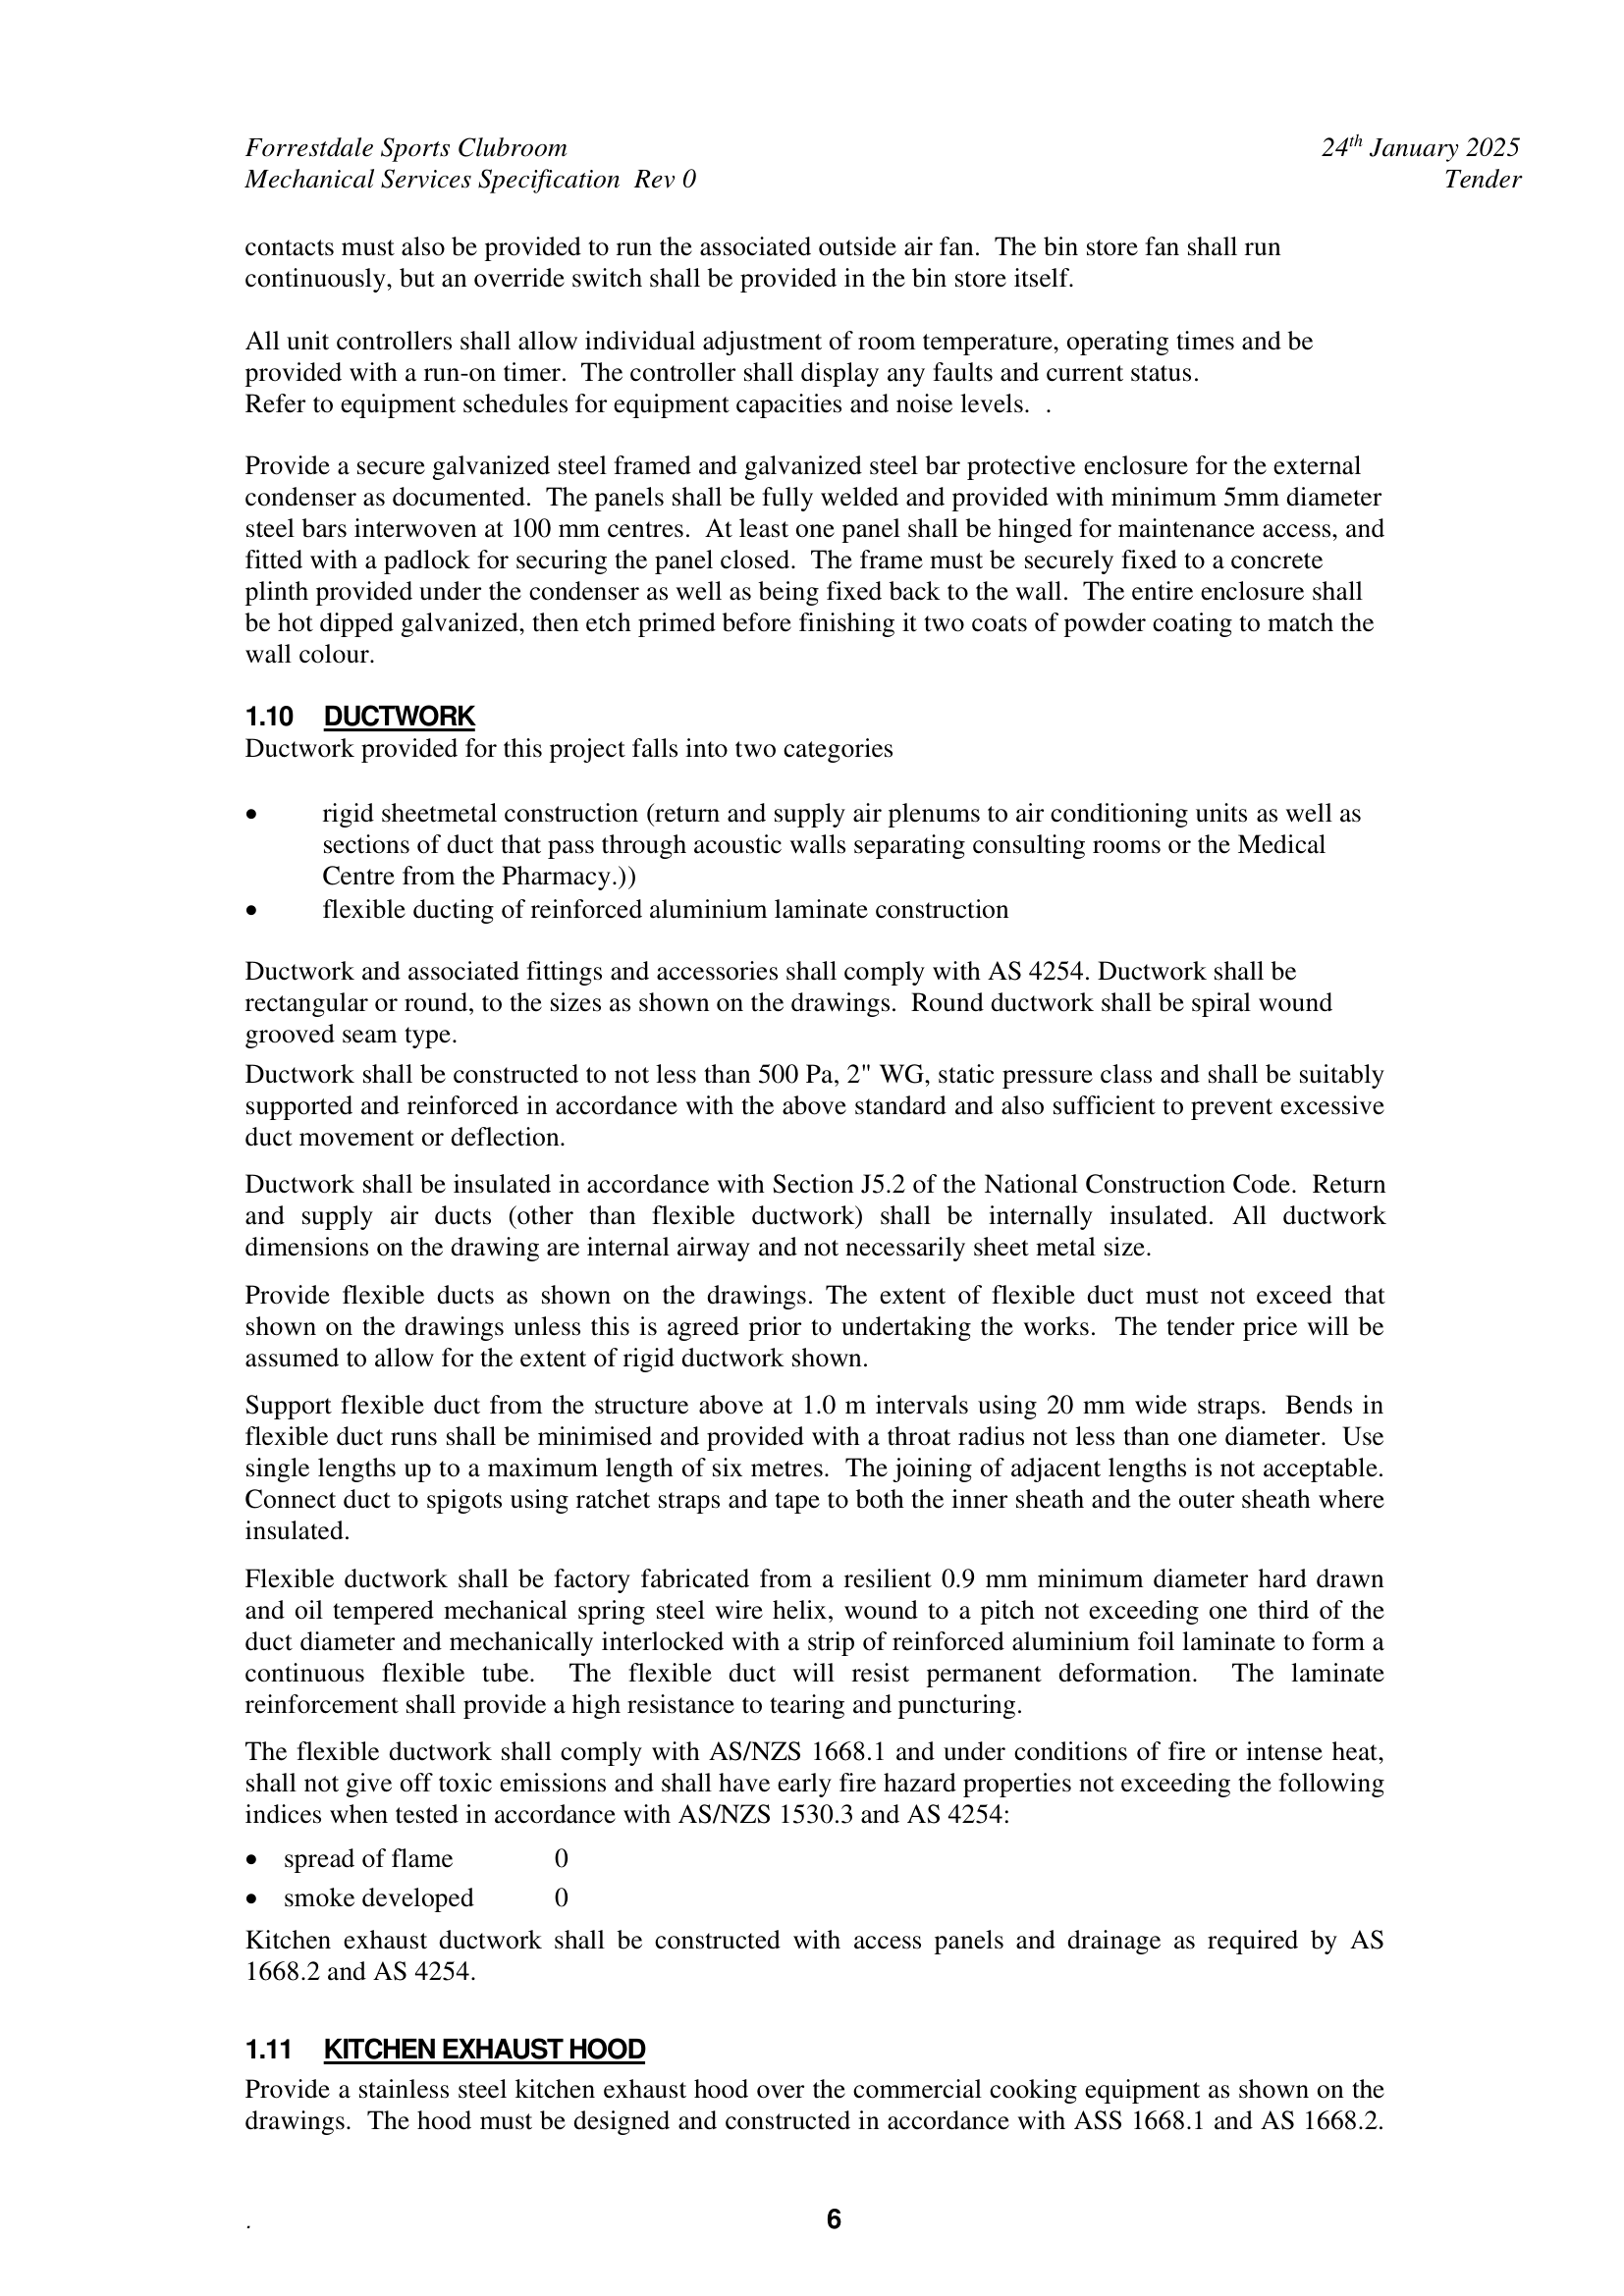 Forrestdale Sports Clubroom 24th January 2025
Mechanical Services Specification  Rev 0 Tender
contacts must also be provided to run the associated outside air fan.  The bin store fan shall run
continuously, but an override switch shall be provided in the bin store itself.
All unit controllers shall allow individual adjustment of room temperature, operating times and be
provided with a run-on timer.  The controller shall display any faults and current status.
Refer to equipment schedules for equipment capacities and noise levels.  .
Provide a secure galvanized steel framed and galvanized steel bar protective enclosure for the external
condenser as documented.  The panels shall be fully welded and provided with minimum 5mm diameter
steel bars interwoven at 100 mm centres.  At least one panel shall be hinged for maintenance access, and
fitted with a padlock for securing the panel closed.  The frame must be securely fixed to a concrete
plinth provided under the condenser as well as being fixed back to the wall.  The entire enclosure shall
be hot dipped galvanized, then etch primed before finishing it two coats of powder coating to match the
wall colour.
1.10 DUCTWORK
Ductwork provided for this project falls into two categories
• rigid sheetmetal construction (return and supply air plenums to air conditioning units as well as
sections of duct that pass through acoustic walls separating consulting rooms or the Medical
Centre from the Pharmacy.))
• flexible ducting of reinforced aluminium laminate construction
Ductwork and associated fittings and accessories shall comply with AS 4254. Ductwork shall be
rectangular or round, to the sizes as shown on the drawings.  Round ductwork shall be spiral wound
grooved seam type.
Ductwork shall be constructed to not less than 500 Pa, 2" WG, static pressure class and shall be suitably
supported and reinforced in accordance with the above standard and also sufficient to prevent excessive
duct movement or deflection.
Ductwork shall be insulated in accordance with Section J5.2 of the National Construction Code.  Return
and supply air ducts (other than flexible ductwork) shall be internally insulated. All ductwork
dimensions on the drawing are internal airway and not necessarily sheet metal size.
Provide flexible ducts as shown on the drawings. The extent of flexible duct must not exceed that
shown on the drawings unless this is agreed prior to undertaking the works.  The tender price will be
assumed to allow for the extent of rigid ductwork shown.
Support flexible duct from the structure above at 1.0 m intervals using 20 mm wide straps.  Bends in
flexible duct runs shall be minimised and provided with a throat radius not less than one diameter.  Use
single lengths up to a maximum length of six metres.  The joining of adjacent lengths is not acceptable.
Connect duct to spigots using ratchet straps and tape to both the inner sheath and the outer sheath where
insulated.
Flexible ductwork shall be factory fabricated from a resilient 0.9 mm minimum diameter hard drawn
and oil tempered mechanical spring steel wire helix, wound to a pitch not exceeding one third of the
duct diameter and mechanically interlocked with a strip of reinforced aluminium foil laminate to form a
continuous flexible tube.  The flexible duct will resist permanent deformation.  The laminate
reinforcement shall provide a high resistance to tearing and puncturing.
The flexible ductwork shall comply with AS/NZS 1668.1 and under conditions of fire or intense heat,
shall not give off toxic emissions and shall have early fire hazard properties not exceeding the following
indices when tested in accordance with AS/NZS 1530.3 and AS 4254:
• spread of flame 0
• smoke developed 0
Kitchen exhaust ductwork shall be constructed with access panels and drainage as required by AS
1668.2 and AS 4254.
1.11 KITCHEN EXHAUST HOOD
Provide a stainless steel kitchen exhaust hood over the commercial cooking equipment as shown on the
drawings.  The hood must be designed and constructed in accordance with ASS 1668.1 and AS 1668.2.
. 6